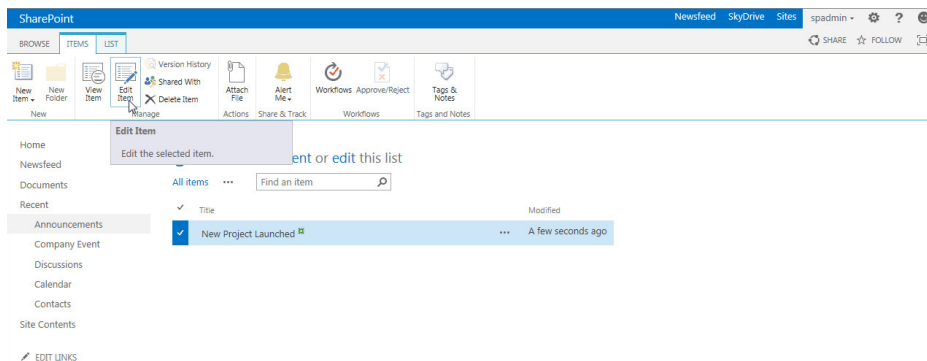 SharePoint
Newsfeed SkyDrive Sites spadmin ?
BROWSE ITEMS LIST
SHARE FOLLOW
New Item
New Folder
View Item
Edit Item
Version History
Shared With
Delete Item
Attach File
Alert Me
Workflows
Approve/Reject
Tags & Notes
New Manage Actions Share & Track Workflows Tags and Notes
Edit Item
Edit the selected item.
Home
Newsfeed
Documents
Recent
Announcements
Company Event
Discussions
Calendar
Contacts
Site Contents
EDIT LINKS
ent or edit this list
All items ... Find an item
Title Modified
New Project Launched ... A few seconds ago